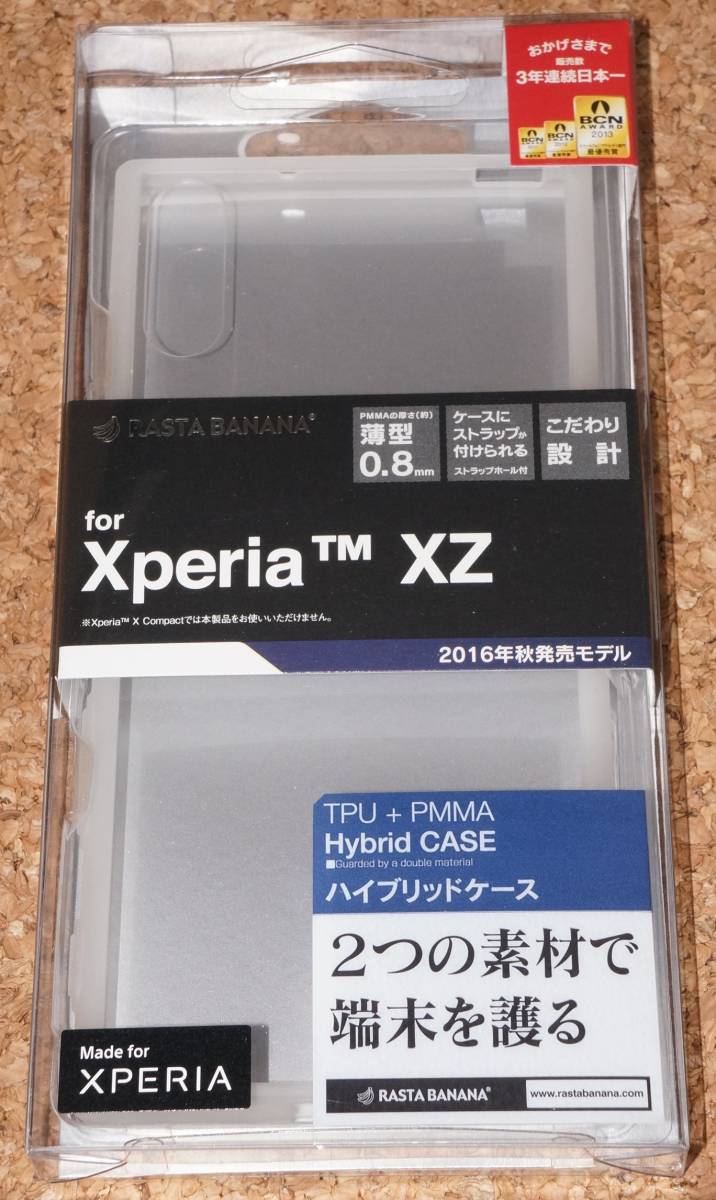 おかげさまで
販売数
3年連続日本一
BCN
AWARD
2013
最優秀賞
BCN
BCN
RASTA BANANA®
PMMAの厚さ(約)
薄型
0.8mm
ケースに
ストラップが
付けられる
ストラップホール付
こだわり
設計
for
Xperia™ XZ
※Xperia™ X Compactでは本製品をお使いいただけません。
2016年秋発売モデル
TPU + PMMA
Hybrid CASE
■Guarded by a double material
ハイブリッドケース
2つの素材で
端末を護る
RASTA BANANA®
www.rastabanana.com
Made for
XPERIA